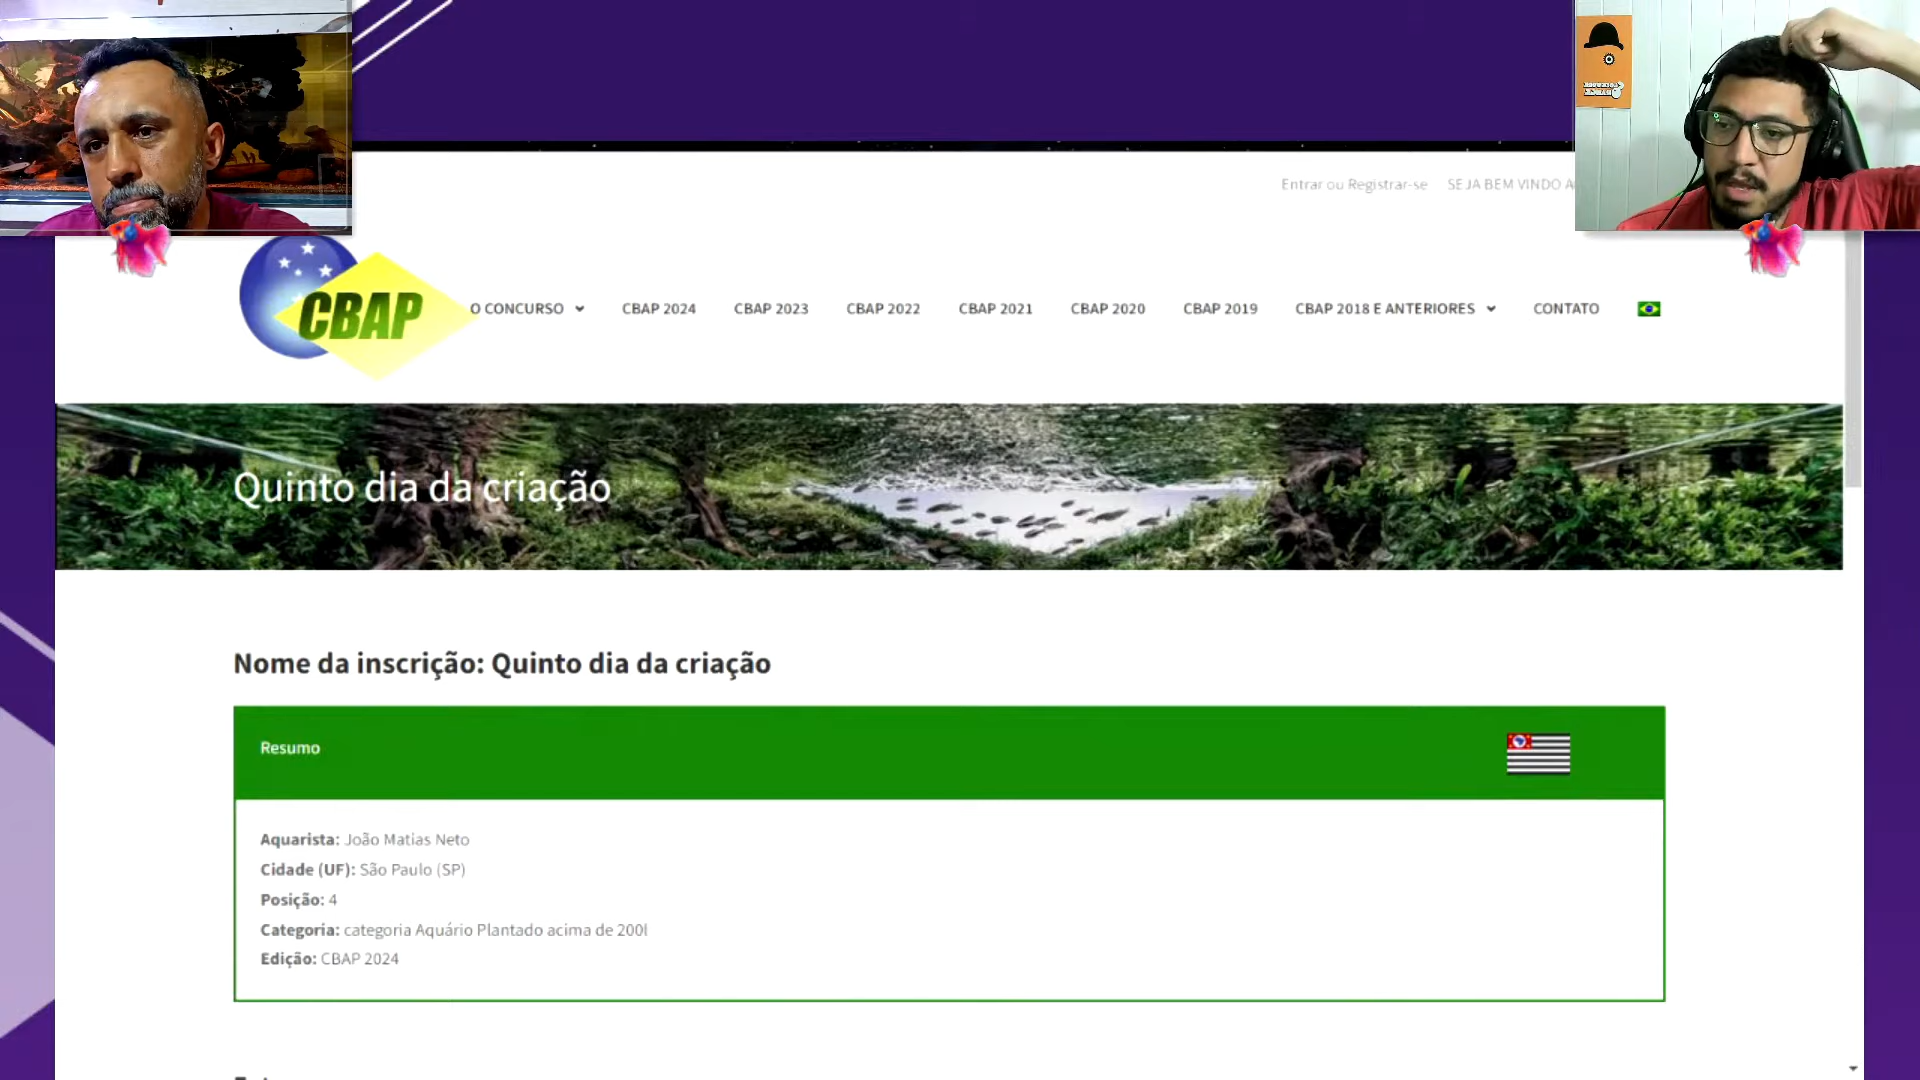 Entrar ou Registrar-se SEJA BEM VINDO
CBAP
O CONCURSO CBAP 2024 CBAP 2023 CBAP 2022 CBAP 2021 CBAP 2020 CBAP 2019 CBAP 2018 E ANTERIORES CONTATO
Quinto dia da criação
Nome da inscrição: Quinto dia da criação
Resumo
Aquarista: João Matias Neto
Cidade (UF): São Paulo (SP)
Posição: 4
Categoria: categoria Aquário Plantado acima de 200l
Edição: CBAP 2024